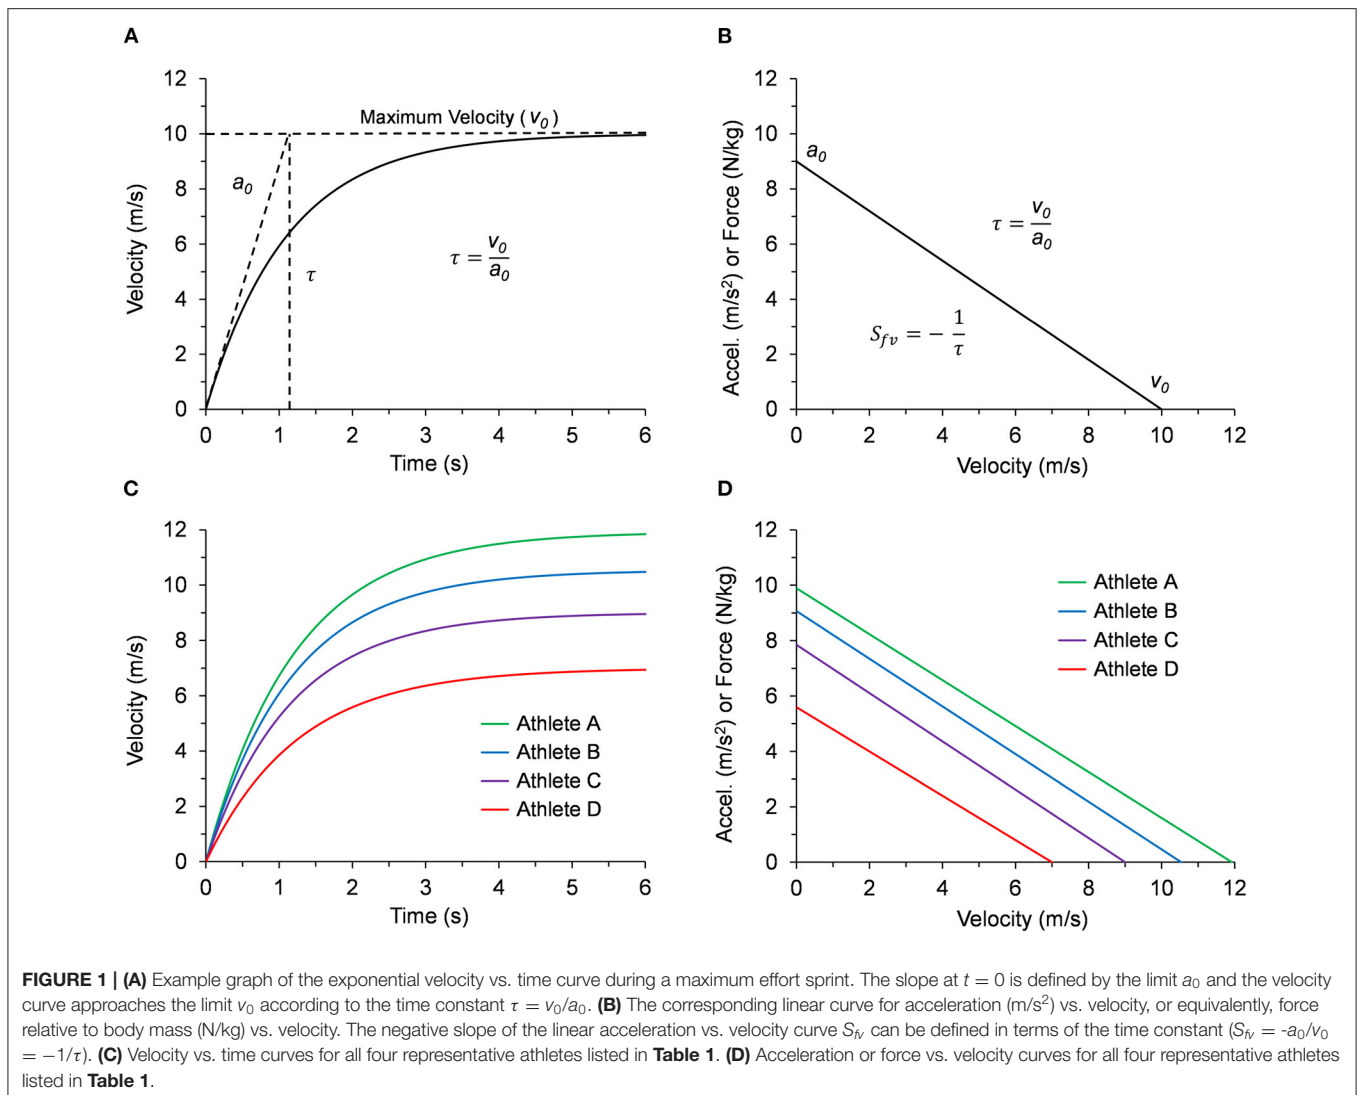 A
12
10
8
6
4
2
0
Velocity (m/s)
Maximum Velocity (v0)
a0
τ
τ = v0/a0
0 1 2 3 4 5 6
Time (s)
B
12
10
8
6
4
2
0
Accel. (m/s²) or Force (N/kg)
a0
τ = v0/a0
Sfv = − 1/τ
v0
0 2 4 6 8 10 12
Velocity (m/s)
C
12
10
8
6
4
2
0
Velocity (m/s)
Athlete A
Athlete B
Athlete C
Athlete D
0 1 2 3 4 5 6
Time (s)
D
12
10
8
6
4
2
0
Accel. (m/s²) or Force (N/kg)
Athlete A
Athlete B
Athlete C
Athlete D
0 2 4 6 8 10 12
Velocity (m/s)
FIGURE 1 | (A) Example graph of the exponential velocity vs. time curve during a maximum effort sprint. The slope at t = 0 is defined by the limit a0 and the velocity
curve approaches the limit v0 according to the time constant τ = v0/a0. (B) The corresponding linear curve for acceleration (m/s²) vs. velocity, or equivalently, force
relative to body mass (N/kg) vs. velocity. The negative slope of the linear acceleration vs. velocity curve Sfv can be defined in terms of the time constant (Sfv = -a0/v0
= −1/τ). (C) Velocity vs. time curves for all four representative athletes listed in Table 1. (D) Acceleration or force vs. velocity curves for all four representative athletes
listed in Table 1.